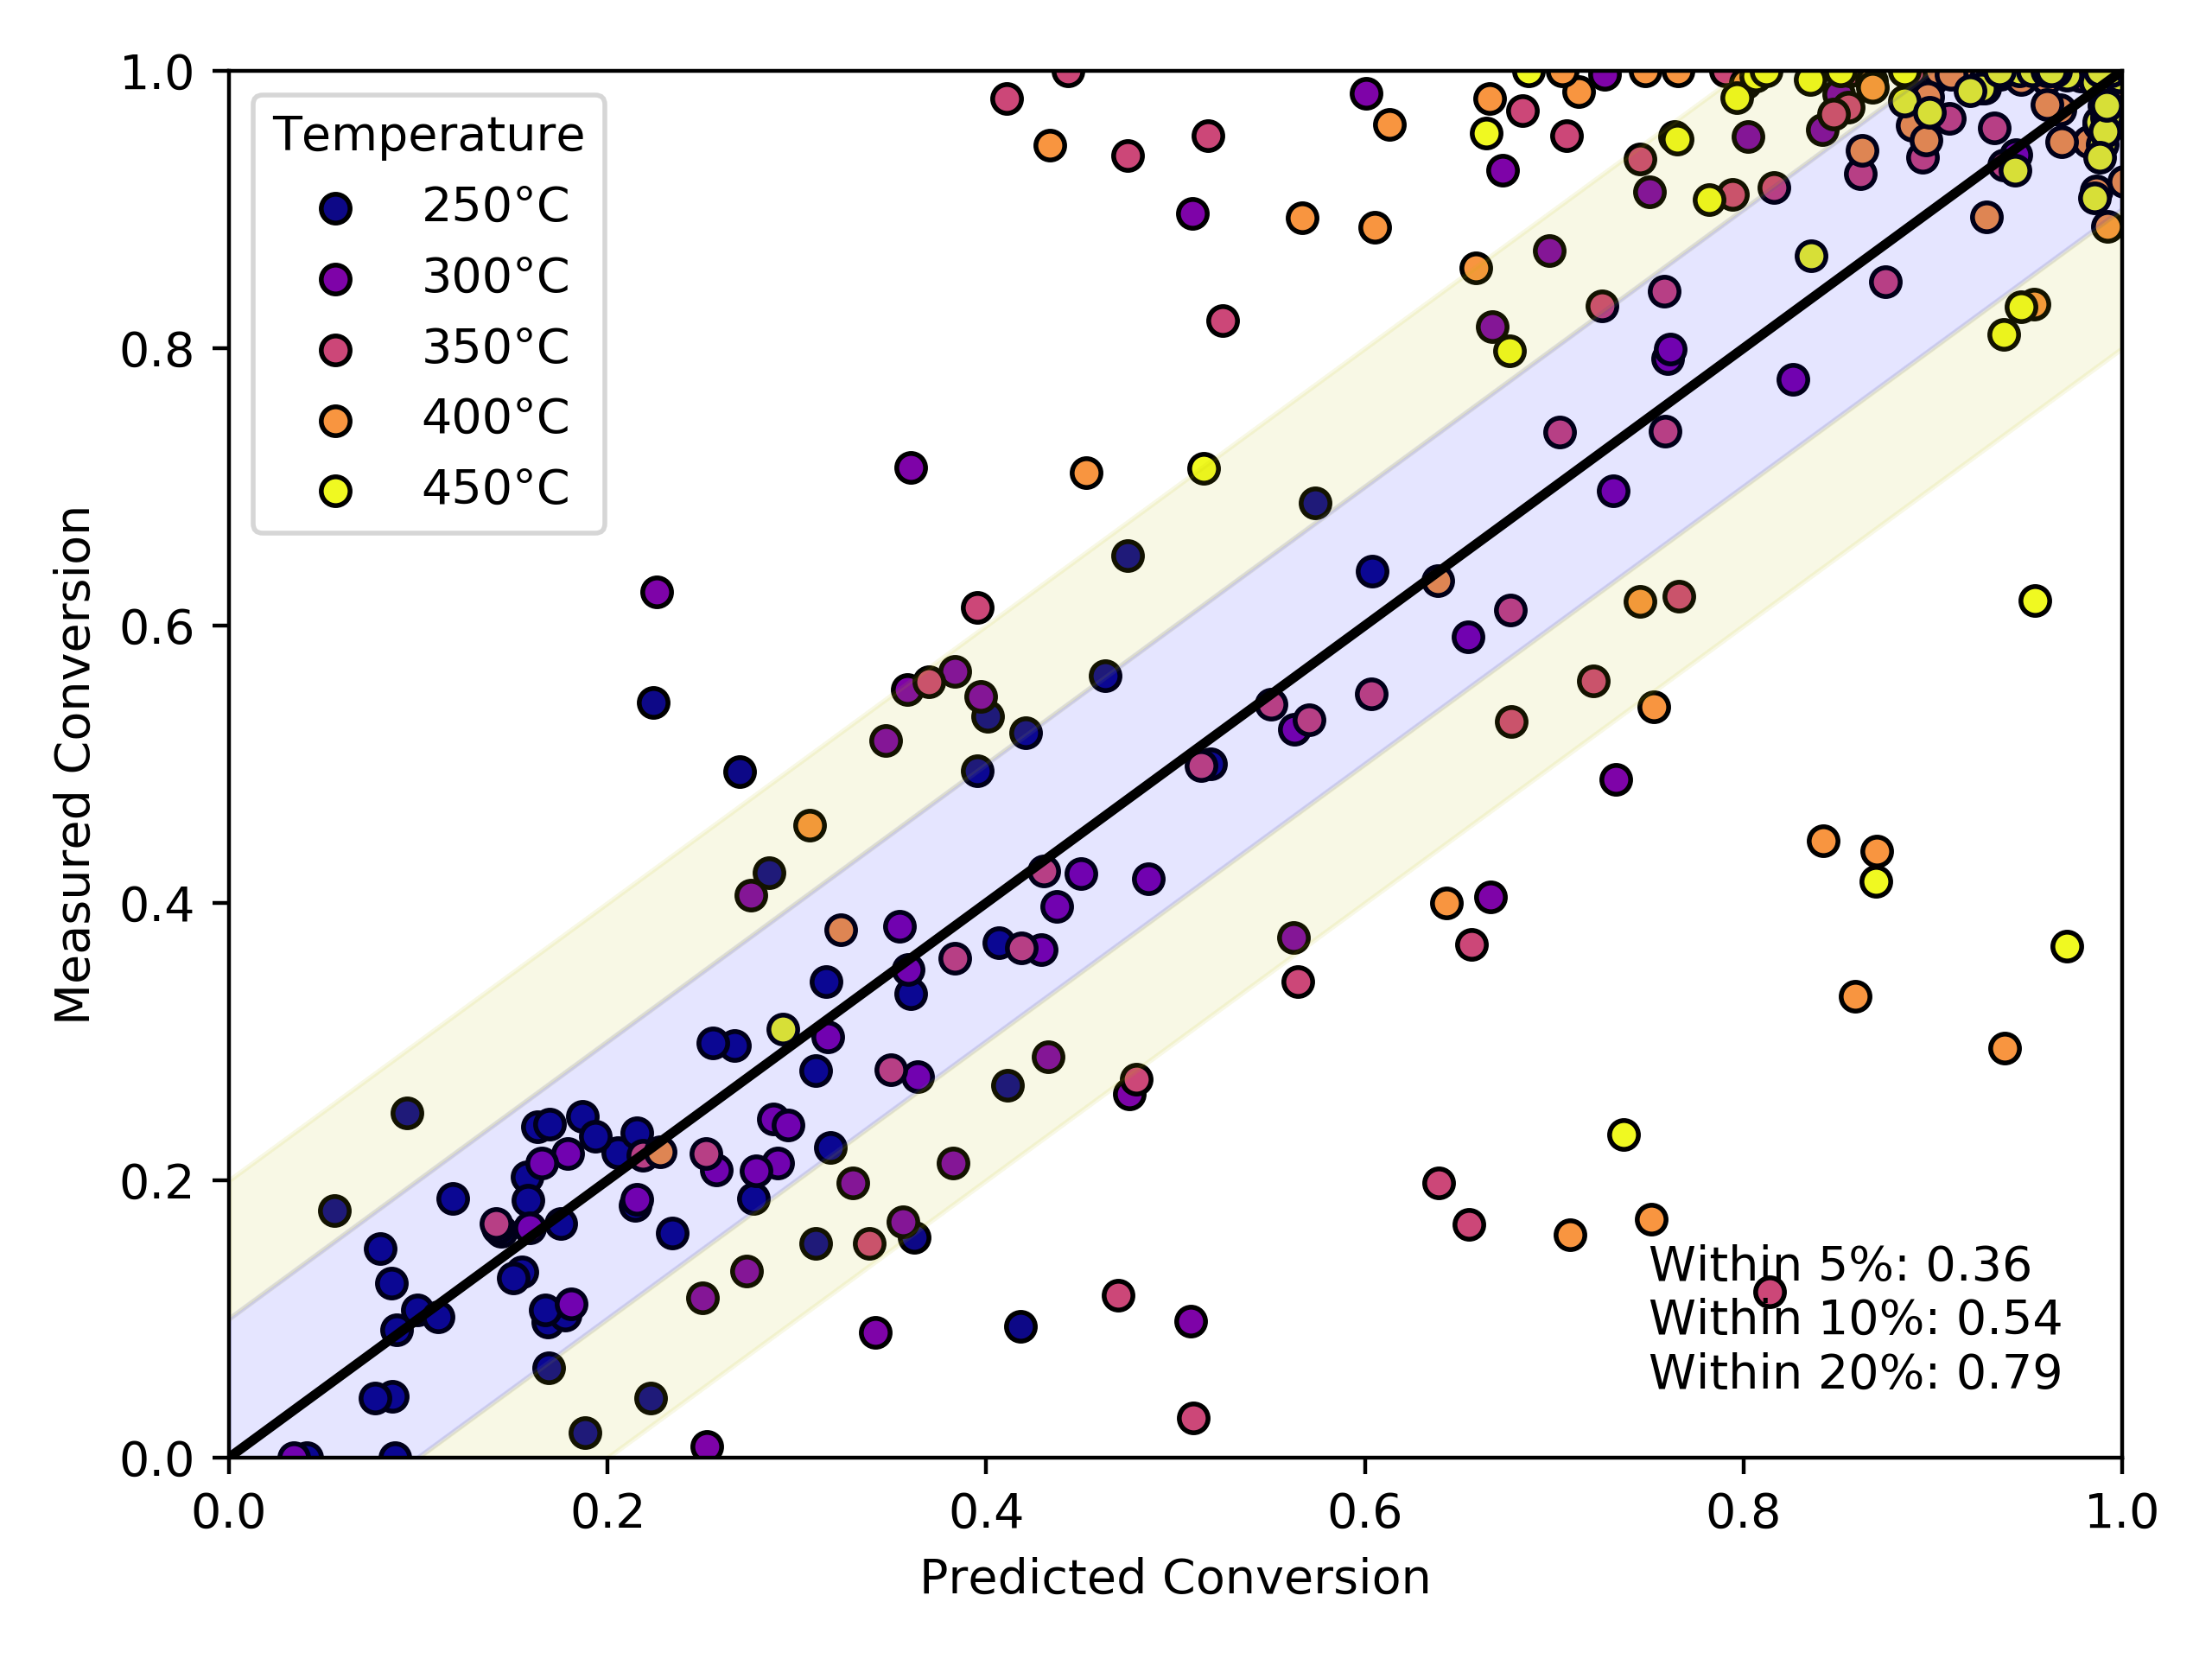 1.0
0.8
0.6
0.4
0.2
0.0
Measured Conversion
Temperature
250°C
300°C
350°C
400°C
450°C
Within 5%: 0.36
Within 10%: 0.54
Within 20%: 0.79
0.0 0.2 0.4 0.6 0.8 1.0
Predicted Conversion